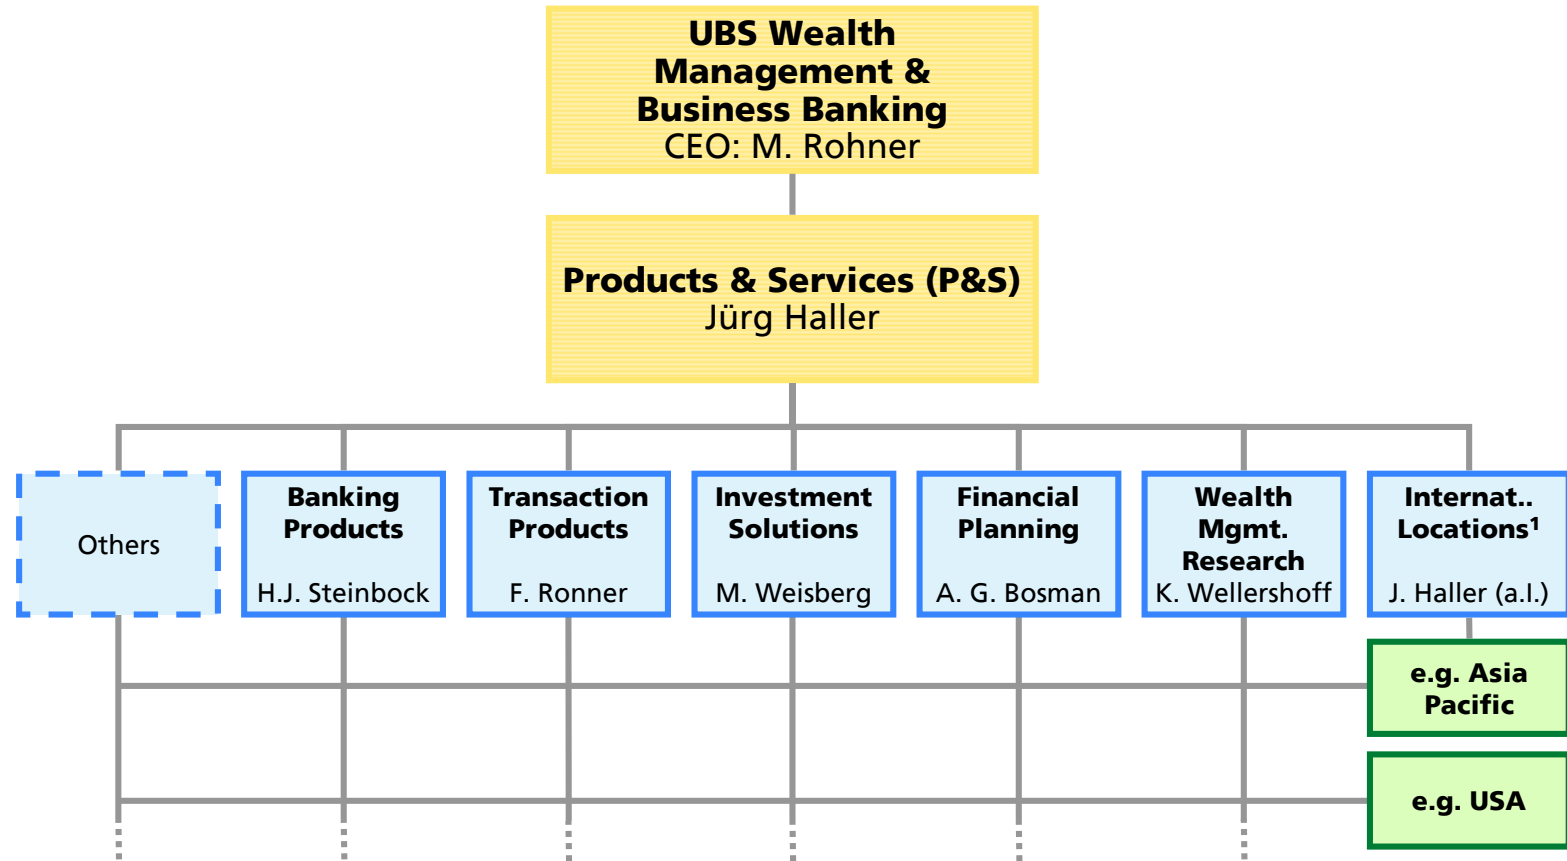 UBS Wealth
Management &
Business Banking
CEO: M. Rohner
Products & Services (P&S)
Jürg Haller
Others
Banking
Products
H.J. Steinbock
Transaction
Products
F. Ronner
Investment
Solutions
M. Weisberg
Financial
Planning
A. G. Bosman
Wealth
Mgmt.
Research
K. Wellershoff
Internat..
Locations¹
J. Haller (a.I.)
e.g. Asia
Pacific
e.g. USA